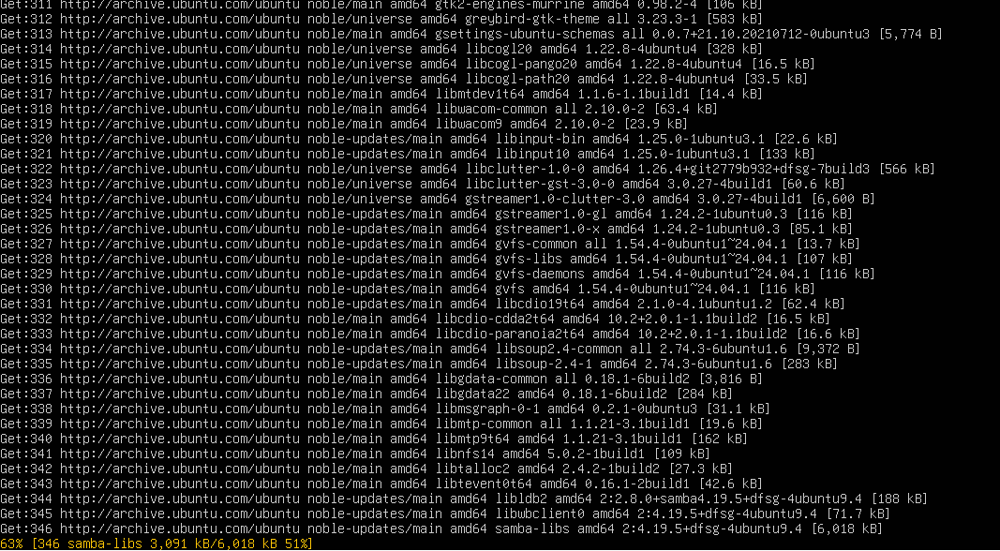 Get:311 http://archive.ubuntu.com/ubuntu noble/main amd64 gtk2-engines-murrine amd64 0.98.2-4 [106 kB]
Get:312 http://archive.ubuntu.com/ubuntu noble/universe amd64 greybird-gtk-theme all 3.23.3-1 [583 kB]
Get:313 http://archive.ubuntu.com/ubuntu noble/main amd64 gsettings-ubuntu-schemas all 0.0.7+21.10.20210712-0ubuntu3 [5,774 B]
Get:314 http://archive.ubuntu.com/ubuntu noble/universe amd64 libcogl20 amd64 1.22.8-4ubuntu4 [328 kB]
Get:315 http://archive.ubuntu.com/ubuntu noble/universe amd64 libcogl-pango20 amd64 1.22.8-4ubuntu4 [16.5 kB]
Get:316 http://archive.ubuntu.com/ubuntu noble/universe amd64 libcogl-path20 amd64 1.22.8-4ubuntu4 [33.5 kB]
Get:317 http://archive.ubuntu.com/ubuntu noble/main amd64 libmtdev1t64 amd64 1.1.6-1.1build1 [14.4 kB]
Get:318 http://archive.ubuntu.com/ubuntu noble/main amd64 libwacom-common all 2.10.0-2 [63.4 kB]
Get:319 http://archive.ubuntu.com/ubuntu noble/main amd64 libwacom9 amd64 2.10.0-2 [23.9 kB]
Get:320 http://archive.ubuntu.com/ubuntu noble-updates/main amd64 libinput-bin amd64 1.25.0-1ubuntu3.1 [22.6 kB]
Get:321 http://archive.ubuntu.com/ubuntu noble-updates/main amd64 libinput10 amd64 1.25.0-1ubuntu3.1 [133 kB]
Get:322 http://archive.ubuntu.com/ubuntu noble/universe amd64 libclutter-1.0-0 amd64 1.26.4+git2779b932+dfsg-7build3 [566 kB]
Get:323 http://archive.ubuntu.com/ubuntu noble/universe amd64 libclutter-gst-3.0-0 amd64 3.0.27-4build1 [60.6 kB]
Get:324 http://archive.ubuntu.com/ubuntu noble/universe amd64 gstreamer1.0-clutter-3.0 amd64 3.0.27-4build1 [6,600 B]
Get:325 http://archive.ubuntu.com/ubuntu noble-updates/main amd64 gstreamer1.0-gl amd64 1.24.2-1ubuntu0.3 [116 kB]
Get:326 http://archive.ubuntu.com/ubuntu noble-updates/main amd64 gstreamer1.0-x amd64 1.24.2-1ubuntu0.3 [85.1 kB]
Get:327 http://archive.ubuntu.com/ubuntu noble-updates/main amd64 gvfs-common all 1.54.4-0ubuntu1~24.04.1 [13.7 kB]
Get:328 http://archive.ubuntu.com/ubuntu noble-updates/main amd64 gvfs-libs amd64 1.54.4-0ubuntu1~24.04.1 [107 kB]
Get:329 http://archive.ubuntu.com/ubuntu noble-updates/main amd64 gvfs-daemons amd64 1.54.4-0ubuntu1~24.04.1 [116 kB]
Get:330 http://archive.ubuntu.com/ubuntu noble-updates/main amd64 gvfs amd64 1.54.4-0ubuntu1~24.04.1 [116 kB]
Get:331 http://archive.ubuntu.com/ubuntu noble-updates/main amd64 libcdio19t64 amd64 2.1.0-4.1ubuntu1.2 [62.4 kB]
Get:332 http://archive.ubuntu.com/ubuntu noble/main amd64 libcdio-cdda2t64 amd64 10.2+2.0.1-1.1build2 [16.5 kB]
Get:333 http://archive.ubuntu.com/ubuntu noble/main amd64 libcdio-paranoia2t64 amd64 10.2+2.0.1-1.1build2 [16.6 kB]
Get:334 http://archive.ubuntu.com/ubuntu noble-updates/main amd64 libsoup2.4-common all 2.74.3-6ubuntu1.6 [9,372 B]
Get:335 http://archive.ubuntu.com/ubuntu noble-updates/main amd64 libsoup-2.4-1 amd64 2.74.3-6ubuntu1.6 [283 kB]
Get:336 http://archive.ubuntu.com/ubuntu noble/main amd64 libgdata-common all 0.18.1-6build2 [3,816 B]
Get:337 http://archive.ubuntu.com/ubuntu noble/main amd64 libgdata22 amd64 0.18.1-6build2 [284 kB]
Get:338 http://archive.ubuntu.com/ubuntu noble/main amd64 libmsgraph-0-1 amd64 0.2.1-0ubuntu3 [31.1 kB]
Get:339 http://archive.ubuntu.com/ubuntu noble/main amd64 libmtp-common all 1.1.21-3.1build1 [19.6 kB]
Get:340 http://archive.ubuntu.com/ubuntu noble/main amd64 libmtp9t64 amd64 1.1.21-3.1build1 [162 kB]
Get:341 http://archive.ubuntu.com/ubuntu noble/main amd64 libnfs14 amd64 5.0.2-1build1 [109 kB]
Get:342 http://archive.ubuntu.com/ubuntu noble/main amd64 libtalloc2 amd64 2.4.2-1build2 [27.3 kB]
Get:343 http://archive.ubuntu.com/ubuntu noble/main amd64 libtevent0t64 amd64 0.16.1-2build1 [42.6 kB]
Get:344 http://archive.ubuntu.com/ubuntu noble-updates/main amd64 libldb2 amd64 2:2.8.0+samba4.19.5+dfsg-4ubuntu9.4 [188 kB]
Get:345 http://archive.ubuntu.com/ubuntu noble-updates/main amd64 libwbclient0 amd64 2:4.19.5+dfsg-4ubuntu9.4 [71.7 kB]
Get:346 http://archive.ubuntu.com/ubuntu noble-updates/main amd64 samba-libs amd64 2:4.19.5+dfsg-4ubuntu9.4 [6,018 kB]
63% [346 samba-libs 3,091 kB/6,018 kB 51%]